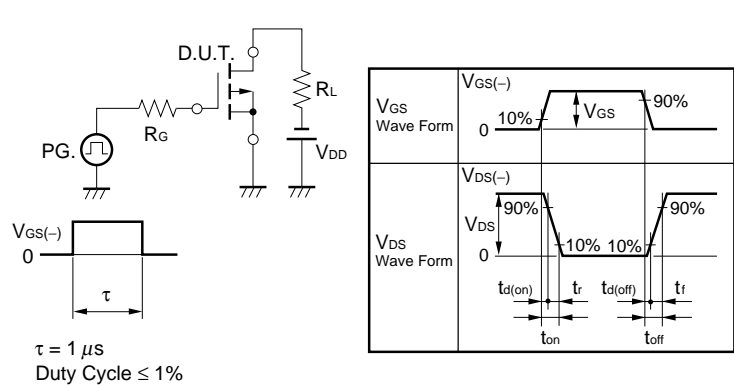 D.U.T.
RL
RG
PG.
VDD
VGS(−)
0
τ
τ = 1 μs
Duty Cycle ≤ 1%
VGS
Wave Form
VGS(−)
10%
VGS
90%
0
VDS
Wave Form
VDS(−)
90%
VDS
10% 10%
90%
0
td(on) tr td(off) tf
ton toff